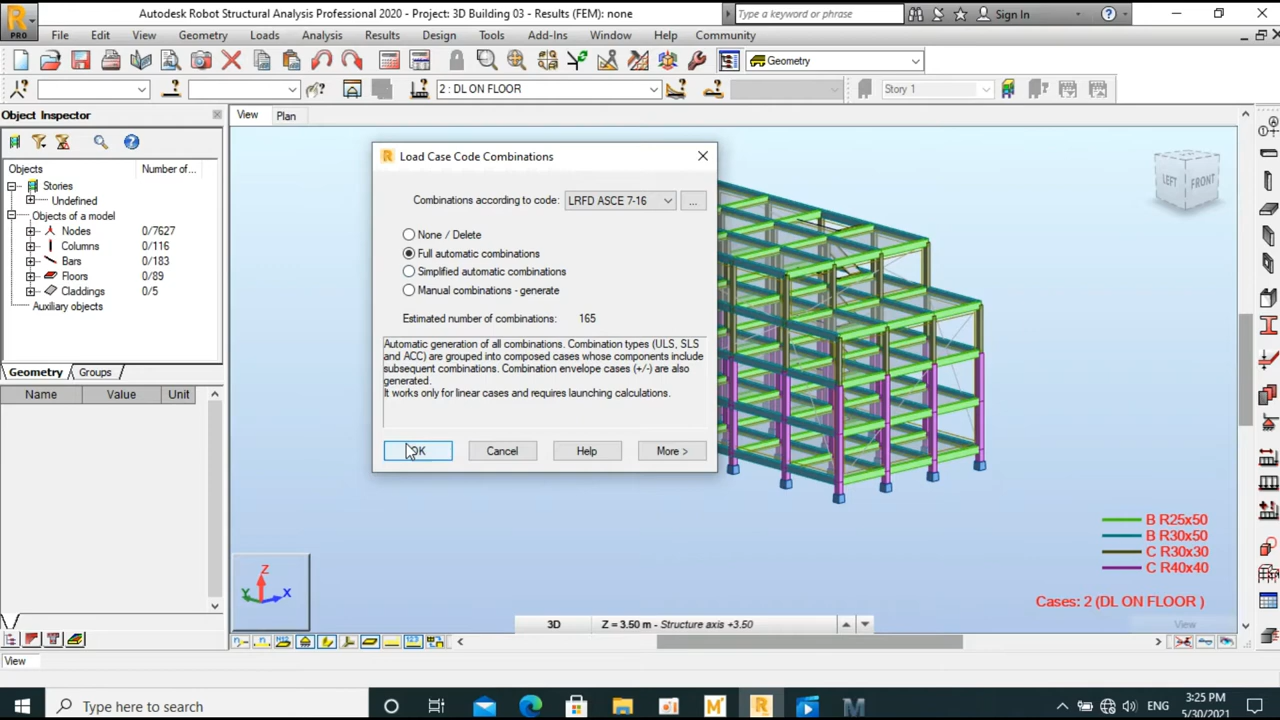 PRO
Autodesk Robot Structural Analysis Professional 2020 - Project: 3D Building 03 - Results (FEM): none
Type a keyword or phrase
Sign In
File Edit View Geometry Loads Analysis Results Design Tools Add-Ins Window Help Community
Geometry
2 : DL ON FLOOR
Story 1
Object Inspector
View Plan
Objects Number of...
Stories
Undefined
Objects of a model
Nodes 0/7627
Columns 0/116
Bars 0/183
Floors 0/89
Claddings 0/5
Auxiliary objects
Geometry Groups
Name Value Unit
Load Case Code Combinations
Combinations according to code: LRFD ASCE 7-16 ...
None / Delete
Full automatic combinations
Simplified automatic combinations
Manual combinations - generate
Estimated number of combinations: 165
Automatic generation of all combinations. Combination types (ULS, SLS
and ACC) are grouped into composed cases whose components include
subsequent combinations. Combination envelope cases (+/-) are also
generated.
It works only for linear cases and requires launching calculations.
OK Cancel Help More >
LEFT FRONT
B R25x50
B R30x50
C R30x30
C R40x40
Cases: 2 (DL ON FLOOR )
Z
Y X
3D Z = 3.50 m - Structure axis +3.50
View
View
Type here to search
ENG
3:25 PM
5/30/2021